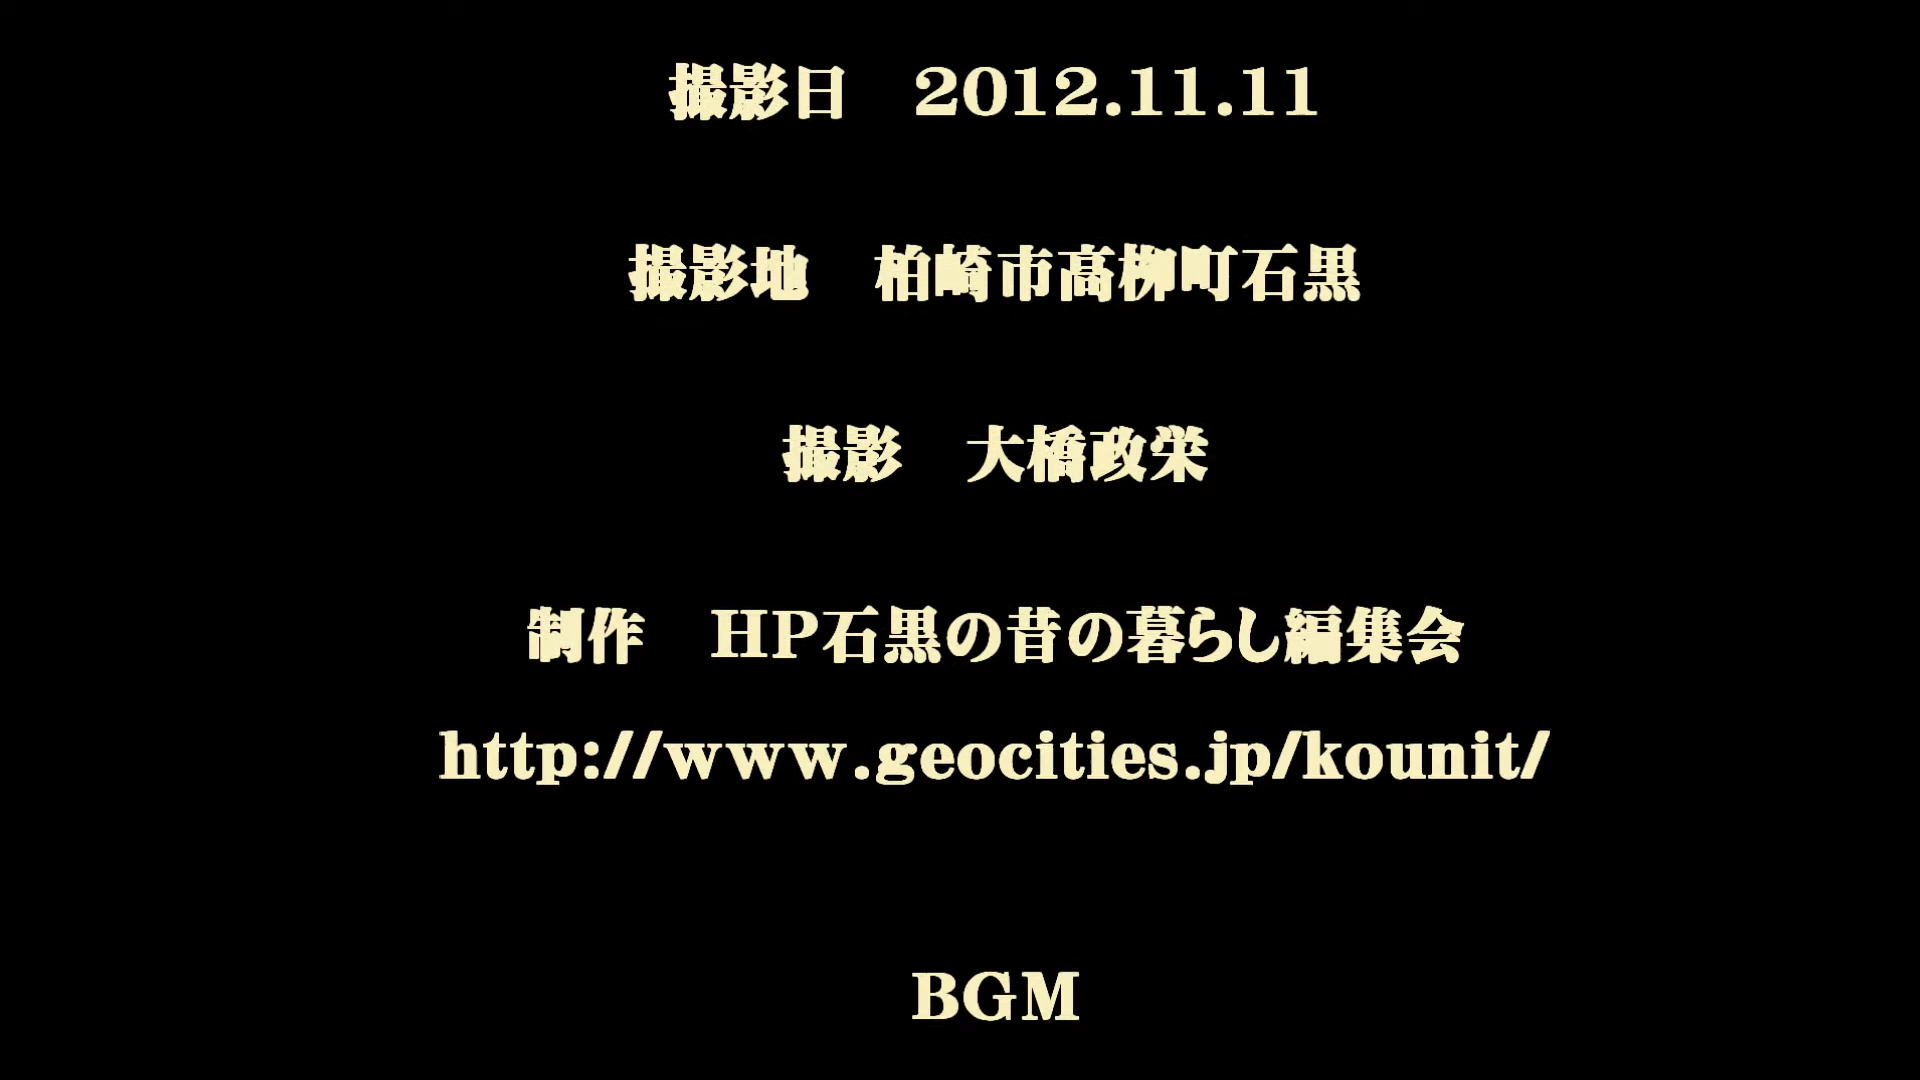 撮影日　2012.11.11
撮影地　柏崎市高柳町石黒
撮影　大橋政栄
制作　HP石黒の昔の暮らし編集会
http://www.geocities.jp/kounit/
BGM